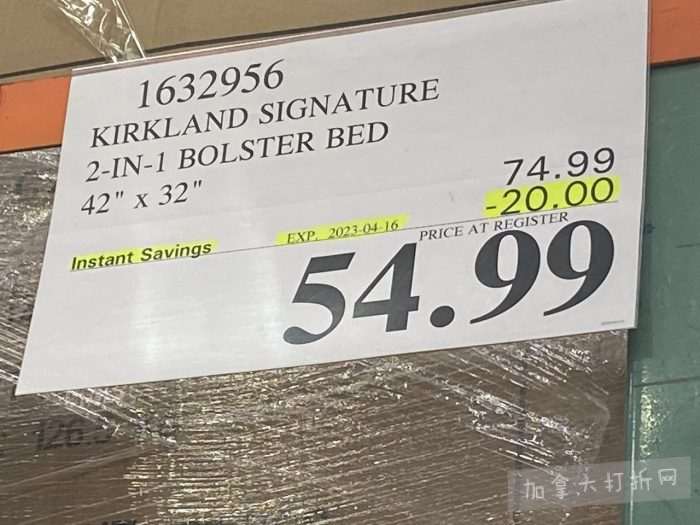 1632956
KIRKLAND SIGNATURE
2-IN-1 BOLSTER BED
42" x 32"
74.99
-20.00
Instant Savings
EXP. 2023-04-16
PRICE AT REGISTER
54.99
加拿大打折网